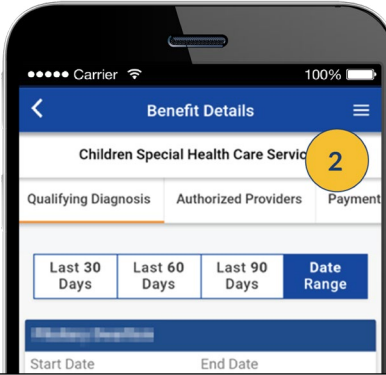 Carrier 100%
Benefit Details
Children Special Health Care Servic
2
Qualifying Diagnosis Authorized Providers Payment
Last 30 Days Last 60 Days Last 90 Days Date Range
Start Date End Date